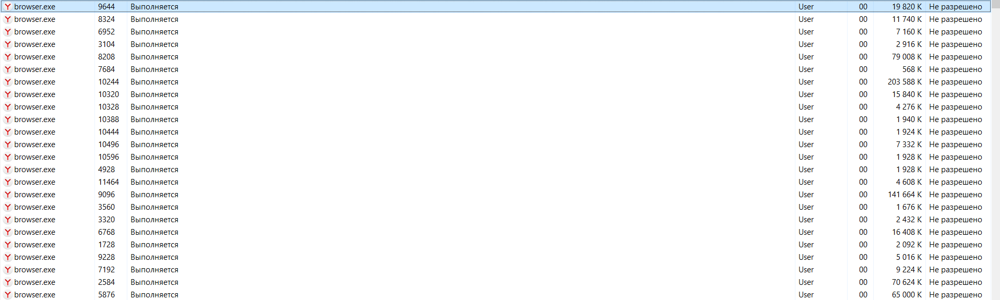 browser.exe 9644 Выполняется User 00 19 820 K Не разрешено
browser.exe 8324 Выполняется User 00 11 740 K Не разрешено
browser.exe 6952 Выполняется User 00 7 160 K Не разрешено
browser.exe 3104 Выполняется User 00 2 916 K Не разрешено
browser.exe 8208 Выполняется User 00 79 008 K Не разрешено
browser.exe 7684 Выполняется User 00 568 K Не разрешено
browser.exe 10244 Выполняется User 00 203 588 K Не разрешено
browser.exe 10320 Выполняется User 00 15 840 K Не разрешено
browser.exe 10328 Выполняется User 00 4 276 K Не разрешено
browser.exe 10388 Выполняется User 00 1 940 K Не разрешено
browser.exe 10444 Выполняется User 00 1 924 K Не разрешено
browser.exe 10496 Выполняется User 00 7 332 K Не разрешено
browser.exe 10596 Выполняется User 00 1 928 K Не разрешено
browser.exe 4928 Выполняется User 00 1 928 K Не разрешено
browser.exe 11464 Выполняется User 00 4 608 K Не разрешено
browser.exe 9096 Выполняется User 00 141 664 K Не разрешено
browser.exe 3560 Выполняется User 00 1 676 K Не разрешено
browser.exe 3320 Выполняется User 00 2 432 K Не разрешено
browser.exe 6768 Выполняется User 00 16 408 K Не разрешено
browser.exe 1728 Выполняется User 00 2 092 K Не разрешено
browser.exe 9228 Выполняется User 00 5 016 K Не разрешено
browser.exe 7192 Выполняется User 00 9 224 K Не разрешено
browser.exe 2584 Выполняется User 00 70 624 K Не разрешено
browser.exe 5876 Выполняется User 00 65 000 K Не разрешено